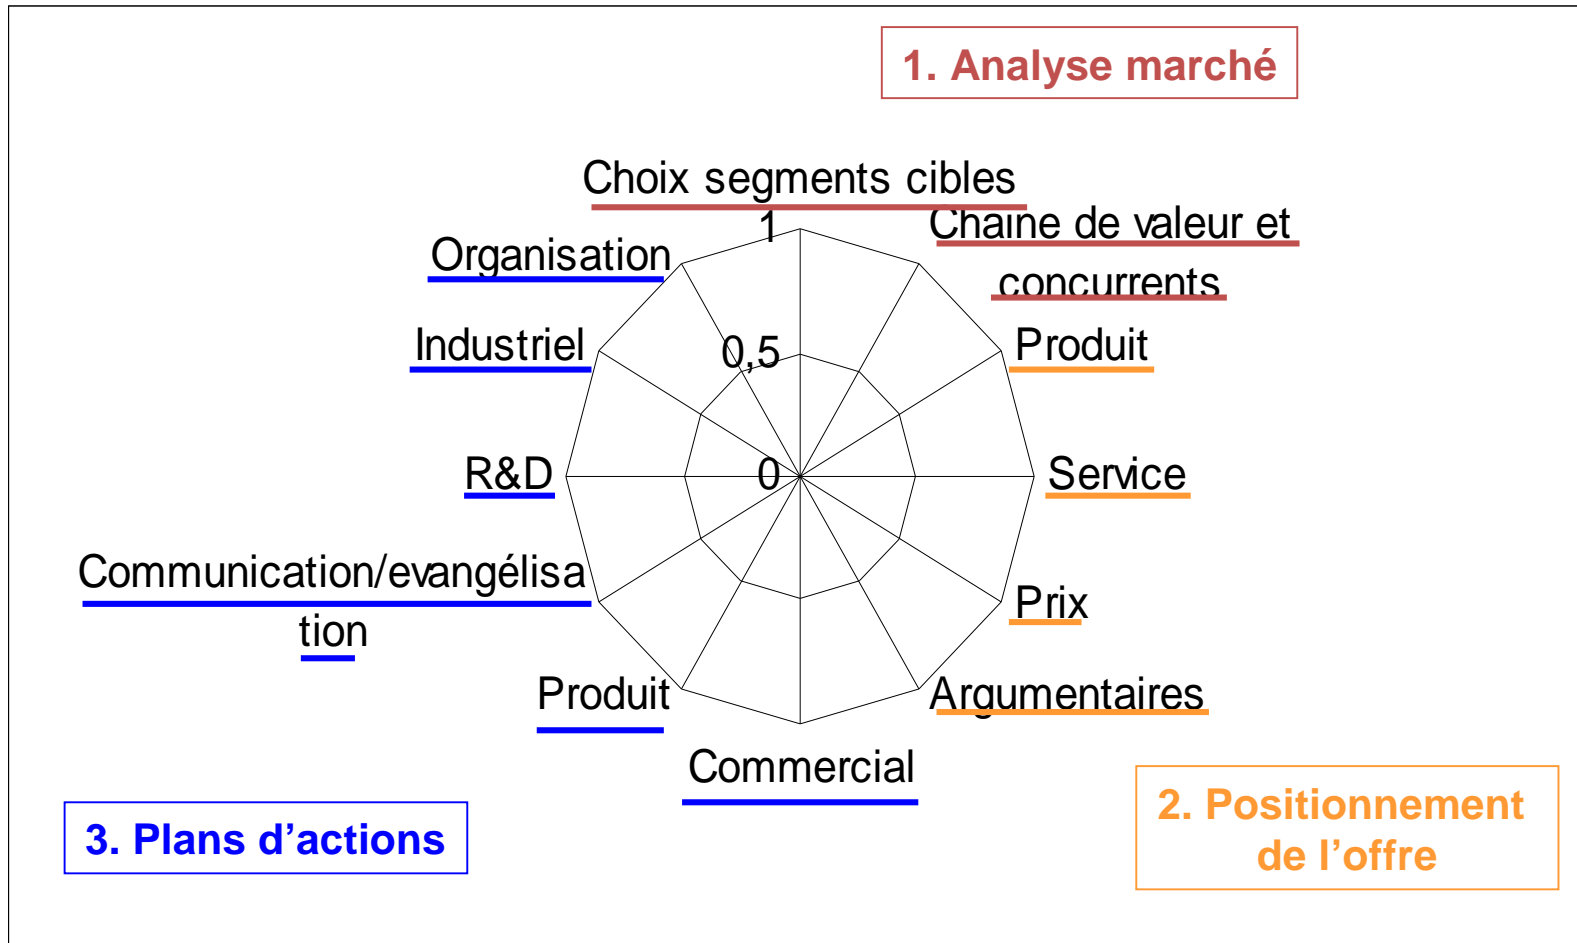 1. Analyse marché
Choix segments cibles
Chaine de valeur et
concurrents
1
Organisation
Industriel
0,5
Produit
R&D
0
Service
Communication/evangélisa
tion
Prix
Produit
Argumentaires
Commercial
3. Plans d’actions
2. Positionnement
de l’offre